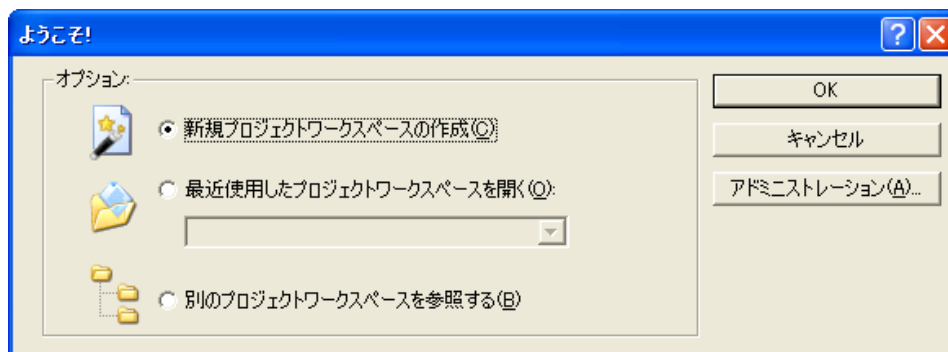 ようこそ!
オプション:
新規プロジェクトワークスペースの作成(C)
最近使用したプロジェクトワークスペースを開く(O):
別のプロジェクトワークスペースを参照する(B)
OK
キャンセル
アドミニストレーション(A)...